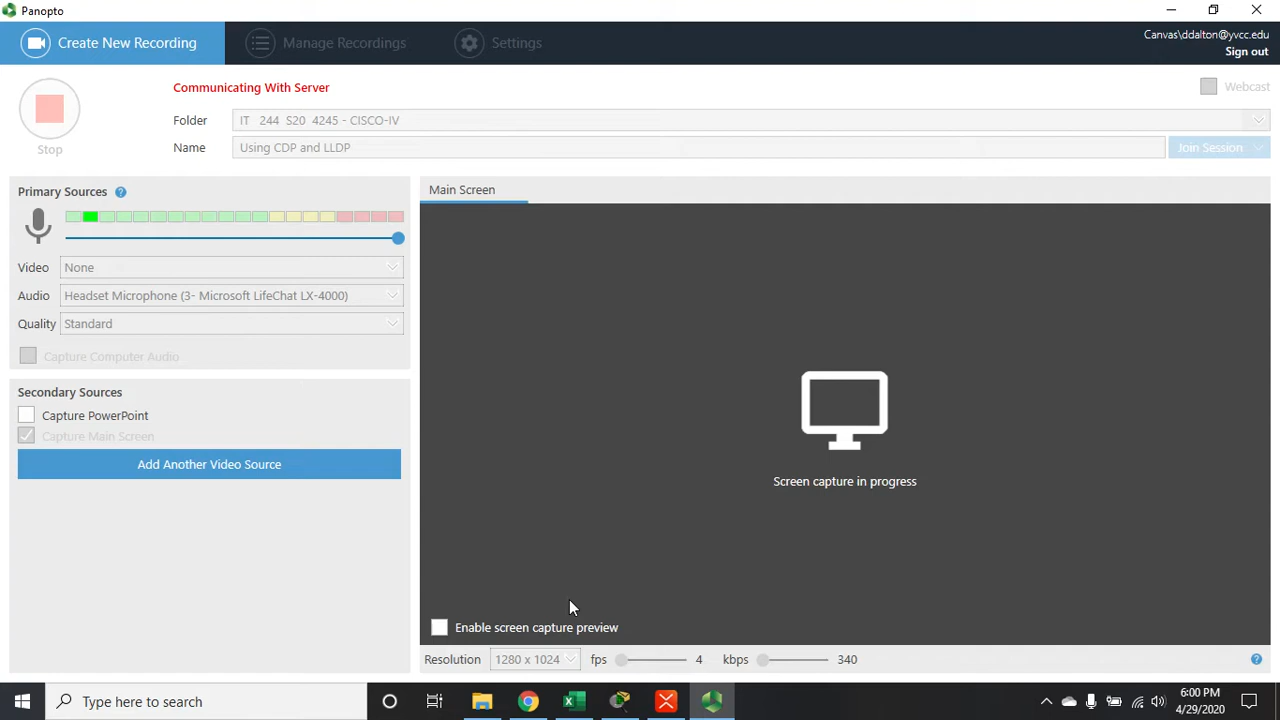 Panopto
Create New Recording
Manage Recordings
Settings
Canvas\ddalton@yvcc.edu
Sign out
Communicating With Server
Webcast
Folder
IT 244 S20 4245 - CISCO-IV
Stop
Name
Using CDP and LLDP
Join Session
Primary Sources ?
Main Screen
Video
None
Audio
Headset Microphone (3- Microsoft LifeChat LX-4000)
Quality
Standard
Capture Computer Audio
Secondary Sources
Capture PowerPoint
Capture Main Screen
Add Another Video Source
Screen capture in progress
Enable screen capture preview
Resolution 1280 x 1024 fps 4 kbps 340 ?
Type here to search
6:00 PM
4/29/2020